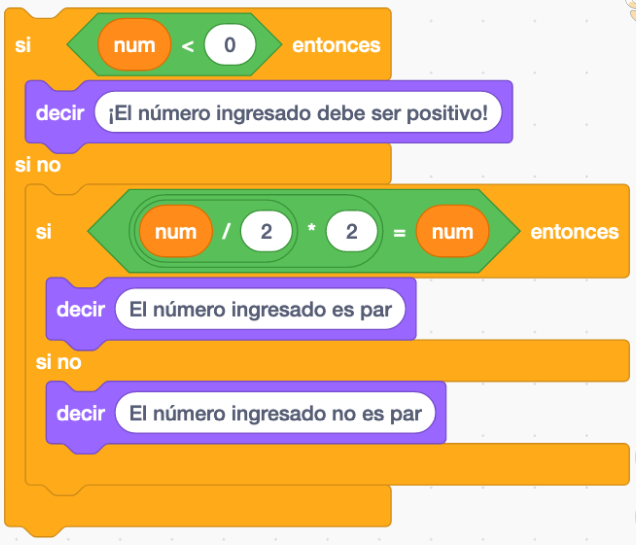 si num < 0 entonces
decir ¡El número ingresado debe ser positivo!
si no
si num / 2 * 2 = num entonces
decir El número ingresado es par
si no
decir El número ingresado no es par